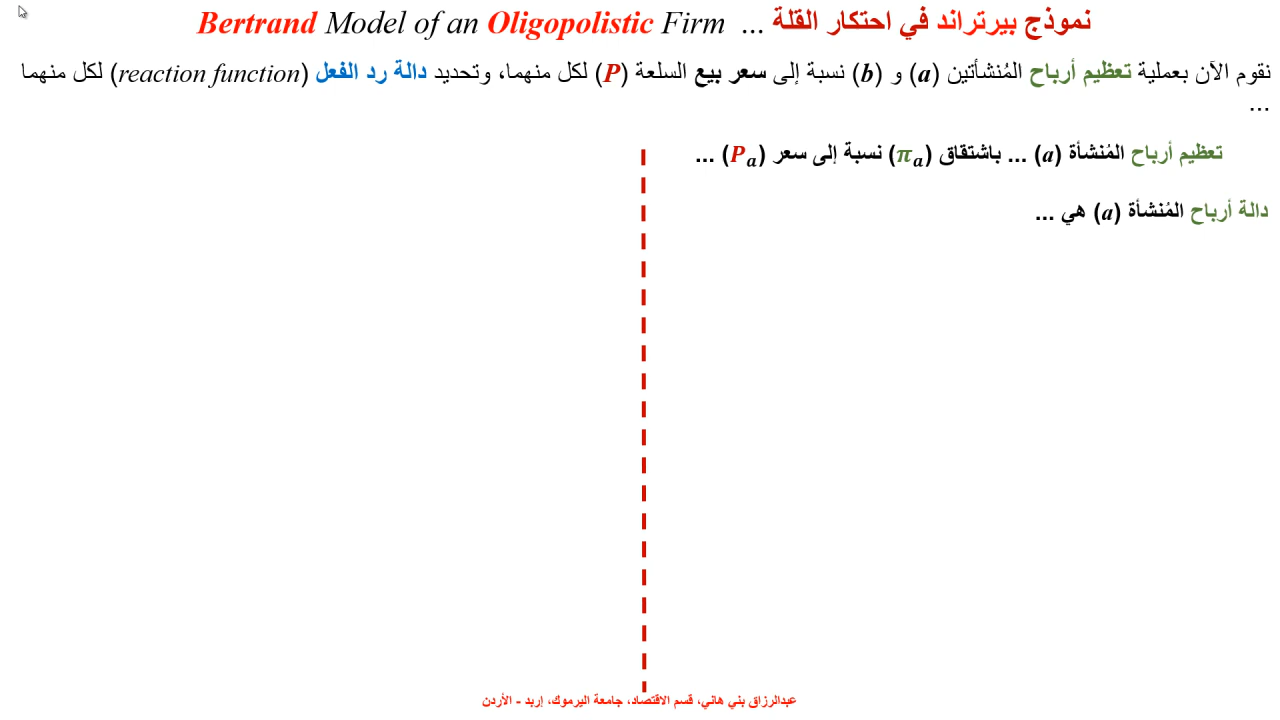 نموذج بيرتراند في احتكار القلة ... Bertrand Model of an Oligopolistic Firm
نقوم الآن بعملية تعظيم أرباح المُنشأتين (a) و (b) نسبة إلى سعر بيع السلعة (P) لكل منهما، وتحديد دالة رد الفعل (reaction function) لكل منهما
...
تعظيم أرباح المُنشأة (a) ... باشتقاق (πₐ) نسبة إلى سعر (Pₐ) ...
دالة أرباح المُنشأة (a) هي ...
عبدالرزاق بني هاني، قسم الاقتصاد، جامعة اليرموك، إربد - الأردن